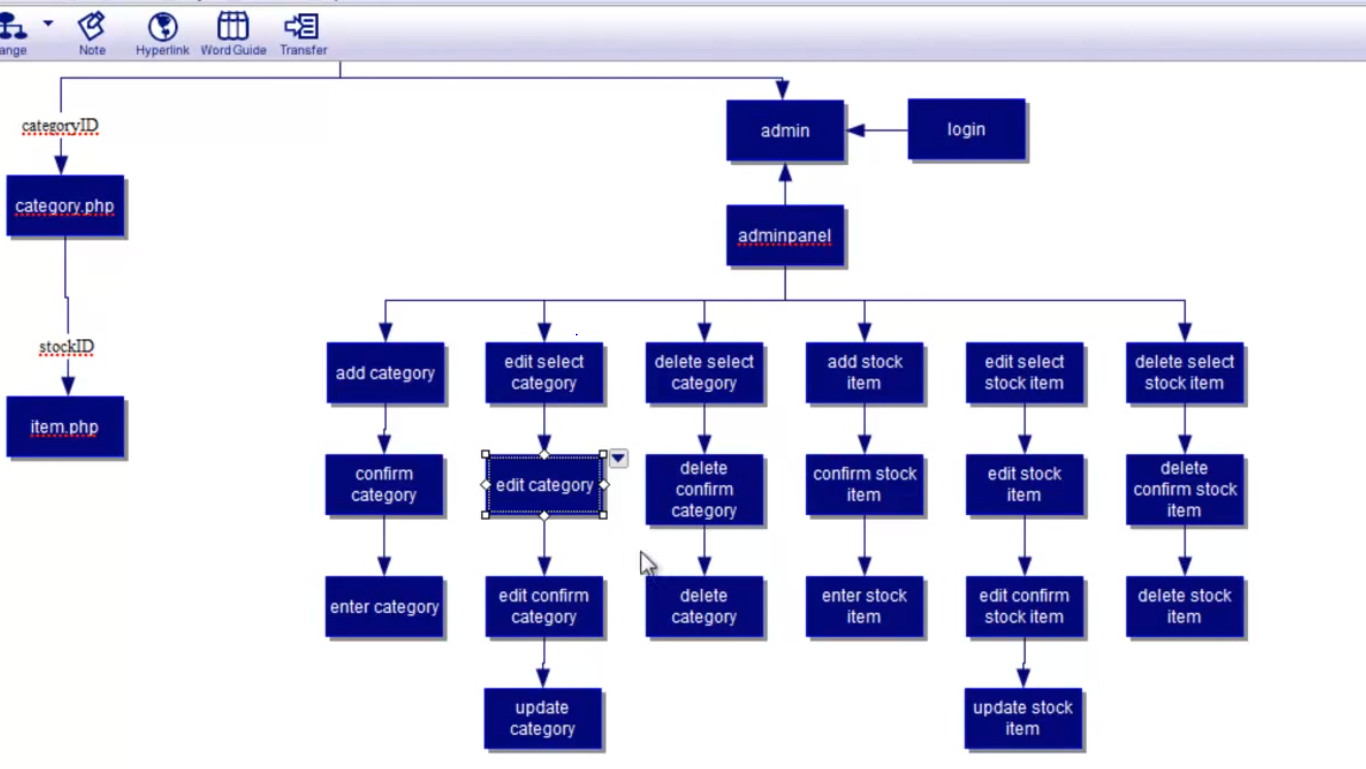 ange
Note
Hyperlink
Word Guide
Transfer
categoryID
admin
login
category.php
adminpanel
stockID
item.php
add category
edit select
category
delete select
category
add stock
item
edit select
stock item
delete select
stock item
confirm
category
edit category
delete
confirm
category
confirm stock
item
edit stock
item
delete
confirm stock
item
enter category
edit confirm
category
delete
category
enter stock
item
edit confirm
stock item
delete stock
item
update
category
update stock
item